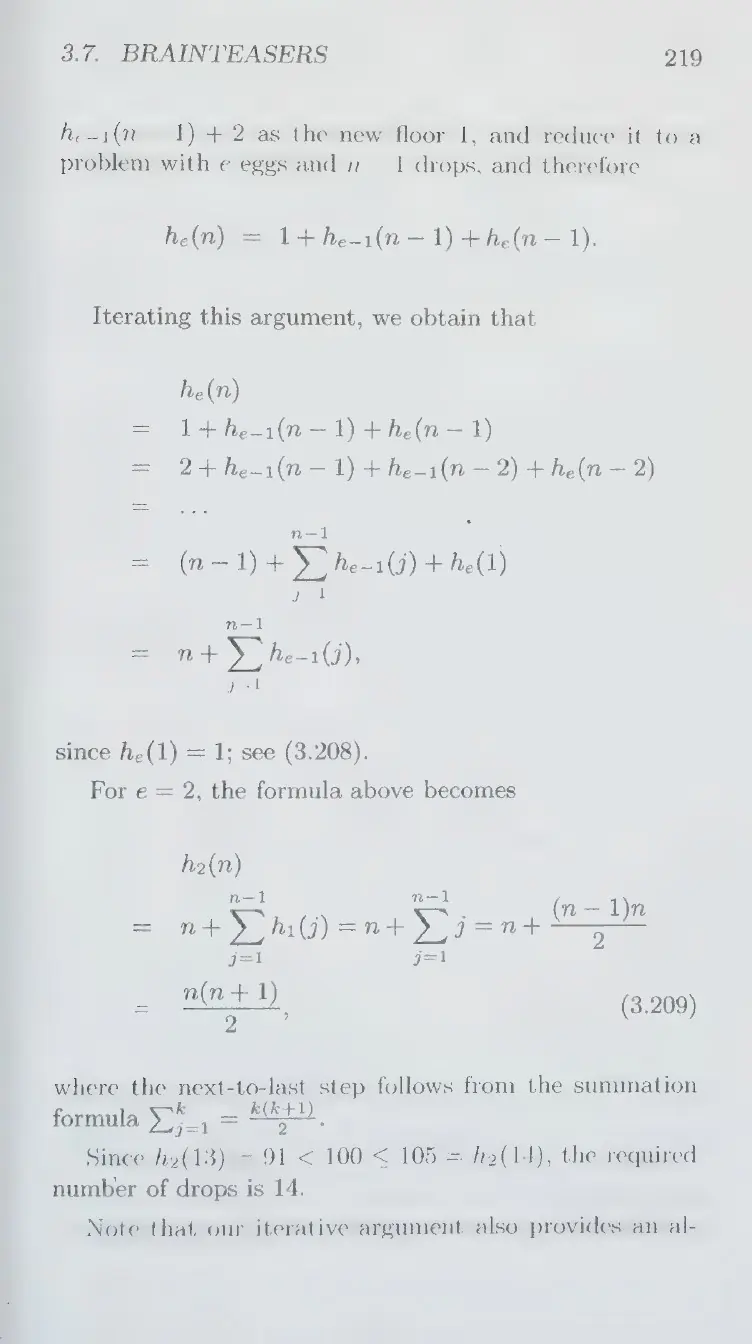 3.7. BRAINTEASERS 219
h_{e-1}(n 1) + 2 as the new floor 1, and reduce it to a
problem with e eggs and n 1 drops, and therefore
h_e(n) = 1 + h_{e-1}(n − 1) + h_e(n − 1).
Iterating this argument, we obtain that
h_e(n)
= 1 + h_{e-1}(n − 1) + h_e(n − 1)
= 2 + h_{e-1}(n − 1) + h_{e-1}(n − 2) + h_e(n − 2)
= ...
= (n − 1) + ∑_{j=1}^{n−1} h_{e-1}(j) + h_e(1)
= n + ∑_{j=1}^{n−1} h_{e-1}(j),
since h_e(1) = 1; see (3.208).
For e = 2, the formula above becomes
h_2(n)
= n + ∑_{j=1}^{n−1} h_1(j) = n + ∑_{j=1}^{n−1} j = n + (n − 1)n / 2
= n(n + 1) / 2, (3.209)
where the next-to-last step follows from the summation
formula ∑_{j=1}^{k} = k(k+1)/2.
Since h_2(13) = 91 < 100 ≤ 105 = h_2(14), the required
number of drops is 14.
Note that our iterative argument also provides an al-